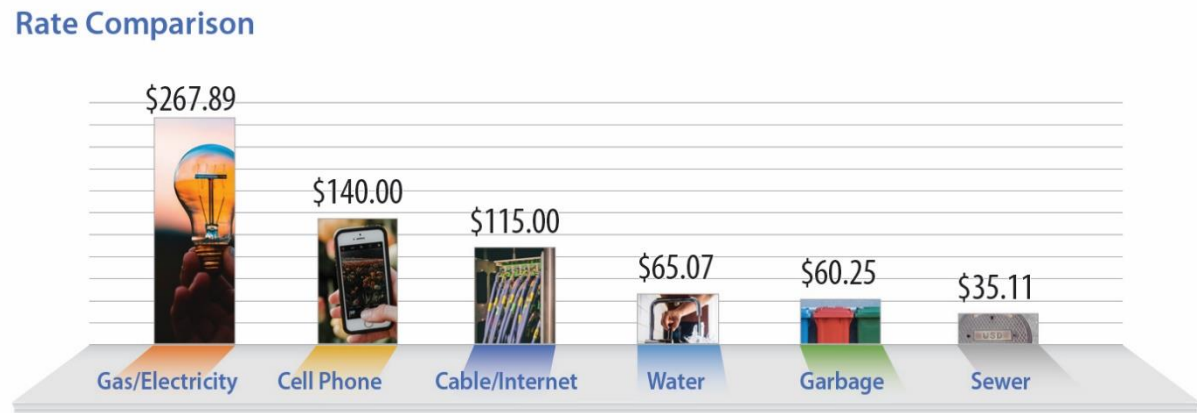 Rate Comparison
$267.89
$140.00
$115.00
$65.07
$60.25
$35.11
Gas/Electricity
Cell Phone
Cable/Internet
Water
Garbage
Sewer